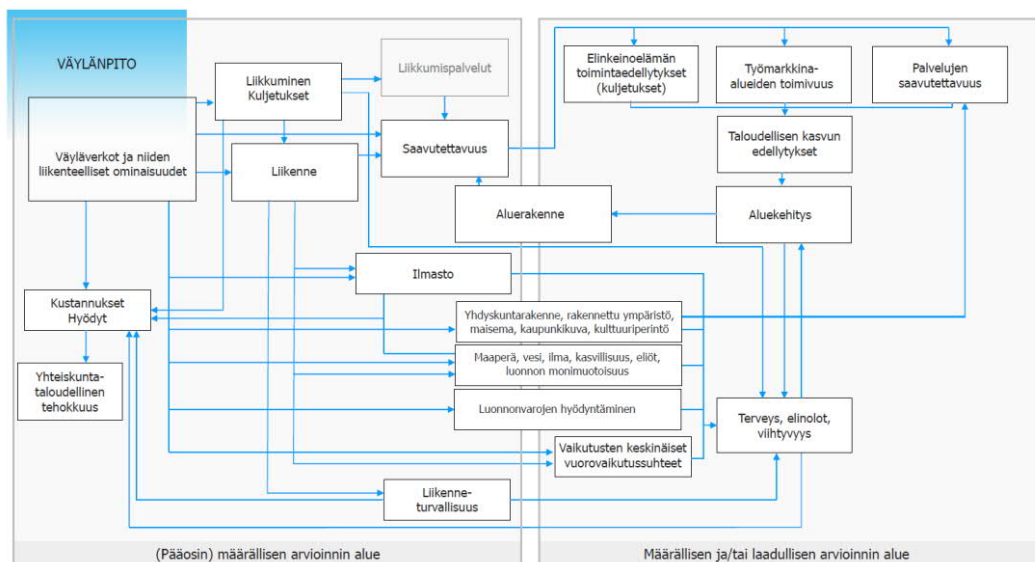 VÄYLÄNPITO
Väyläverkot ja niiden
liikenteelliset ominaisuudet
Liikkuminen
Kuljetukset
Liikkumispalvelut
Saavutettavuus
Liikenne
Elinkeinoelämän
toimintaedellytykset
(kuljetukset)
Työmarkkina-
alueiden toimivuus
Palvelujen
saavutettavuus
Taloudellisen kasvun
edellytykset
Aluerakenne
Aluekehitys
Ilmasto
Kustannukset
Hyödyt
Yhdyskuntarakenne, rakennettu ympäristö,
maisema, kaupunkikuva, kulttuuriperintö
Maaperä, vesi, ilma, kasvillisuus, eliöt,
luonnon monimuotoisuus
Yhteiskunta-
taloudellinen
tehokkuus
Luonnonvarojen hyödyntäminen
Terveys, elinolot,
viihtyvyys
Vaikutusten keskinäiset
vuorovaikutussuhteet
Liikenne-
turvallisuus
(Pääosin) määrällisen arvioinnin alue
Määrällisen ja/tai laadullisen arvioinnin alue